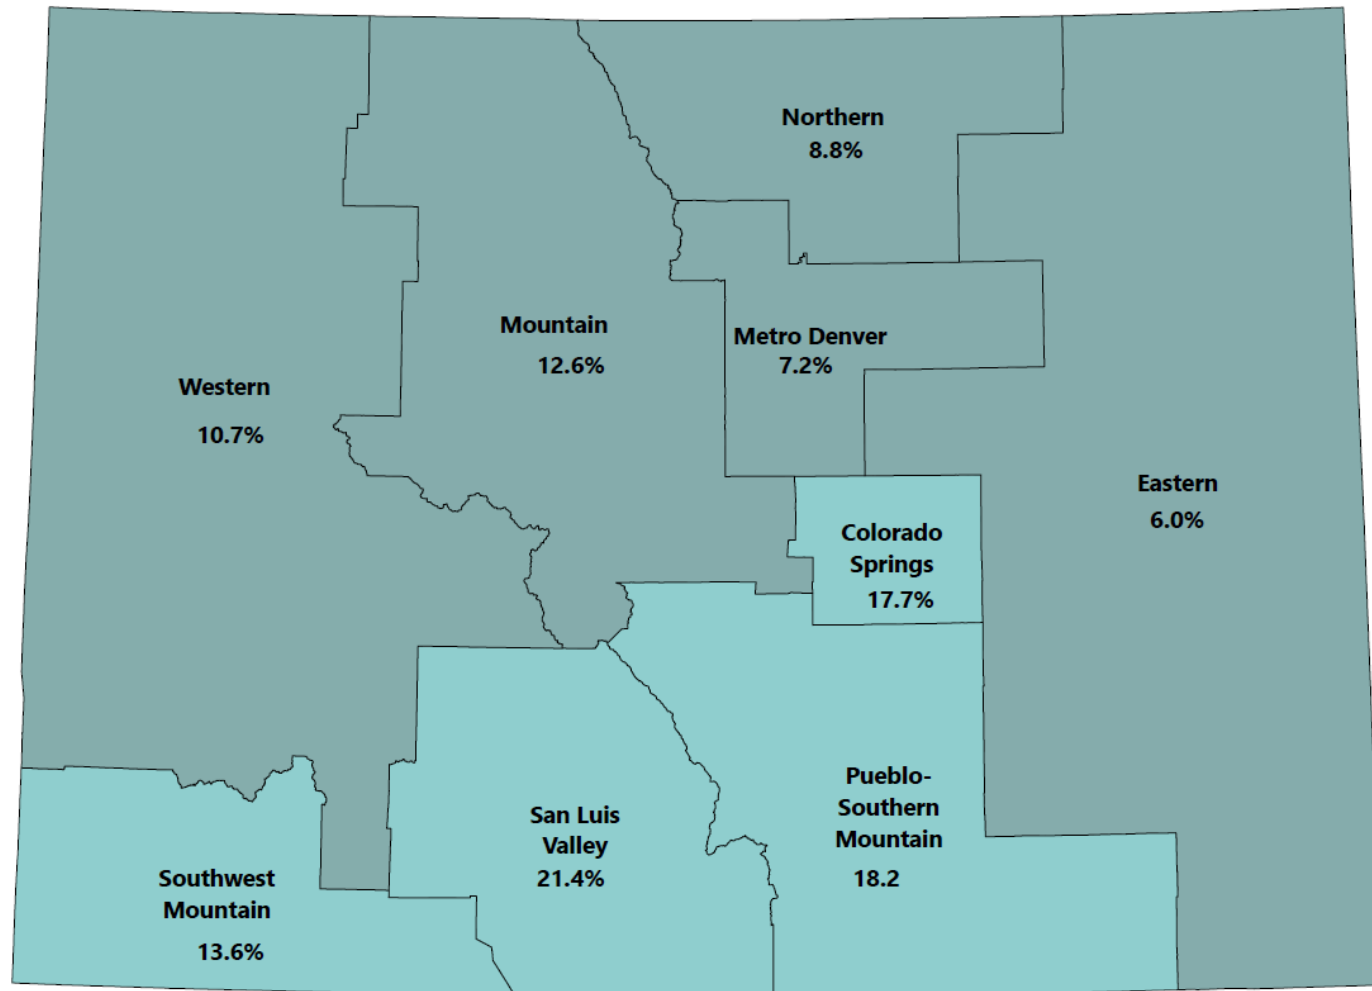 Northern
8.8%
Mountain
12.6%
Metro Denver
7.2%
Western
10.7%
Eastern
6.0%
Colorado
Springs
17.7%
Pueblo-
Southern
Mountain
18.2
San Luis
Valley
21.4%
Southwest
Mountain
13.6%